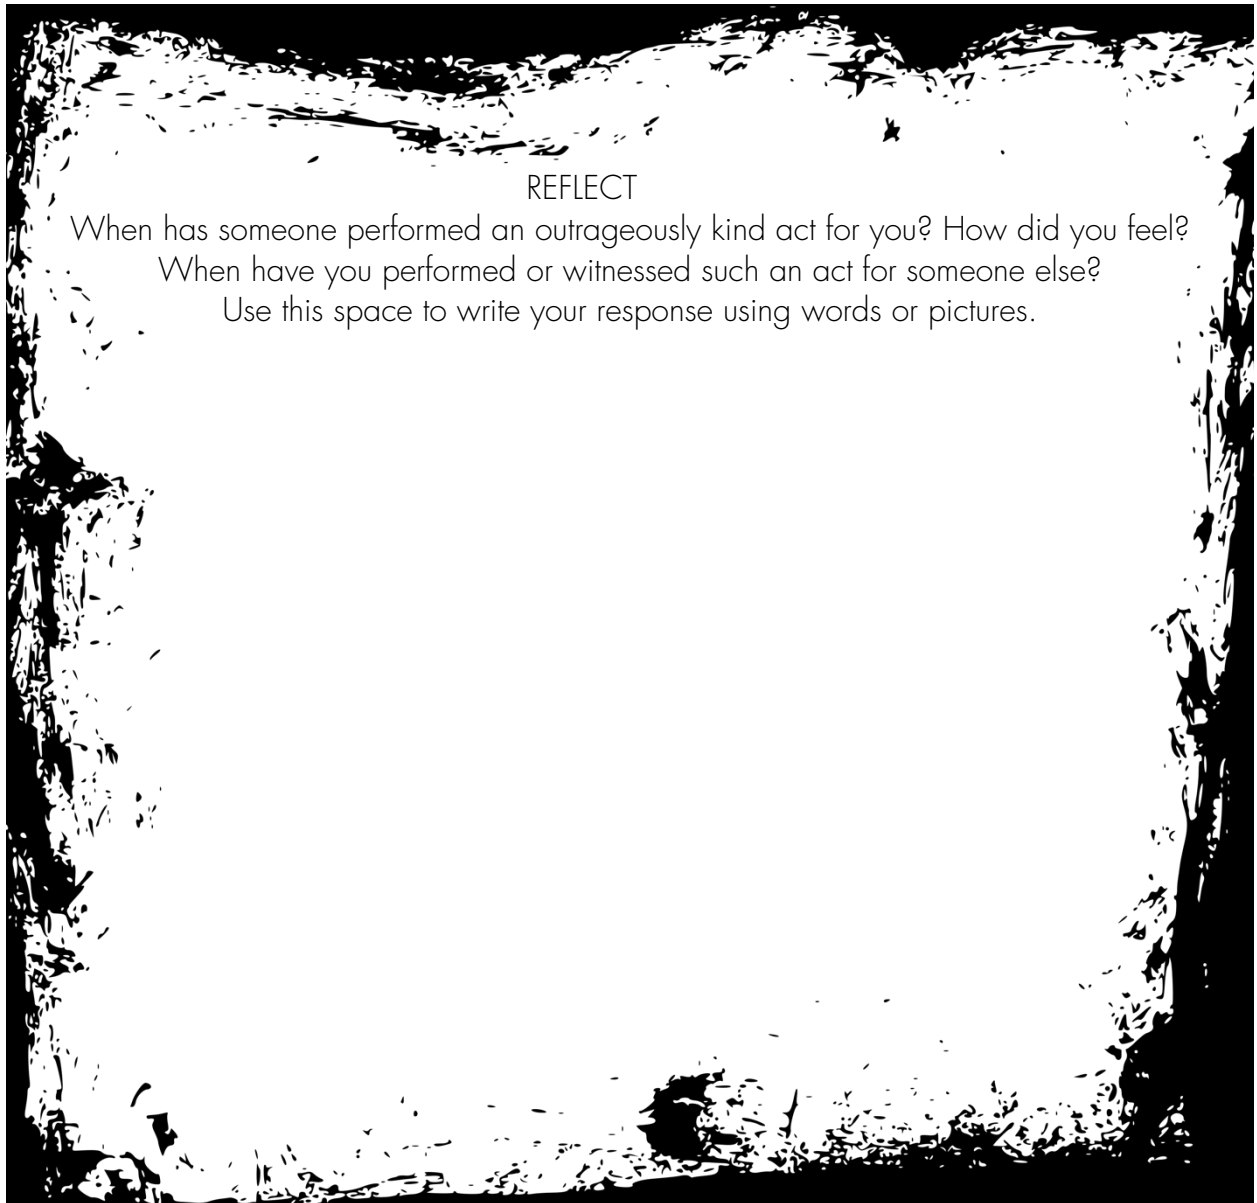 REFLECT
When has someone performed an outrageously kind act for you? How did you feel?
When have you performed or witnessed such an act for someone else?
Use this space to write your response using words or pictures.